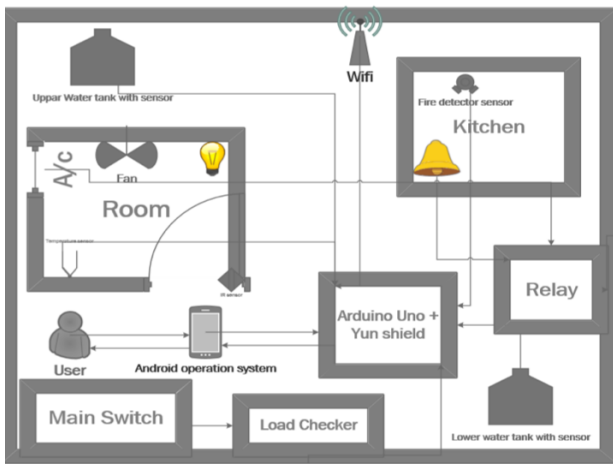 Wifi
Uppar Water tank with sensor
Fire detector sensor
Kitchen
A/c
Fan
Room
Temperature sensor
IR sensor
Relay
Arduino Uno +
Yun shield
User
Android operation system
Main Switch
Load Checker
Lower water tank with sensor